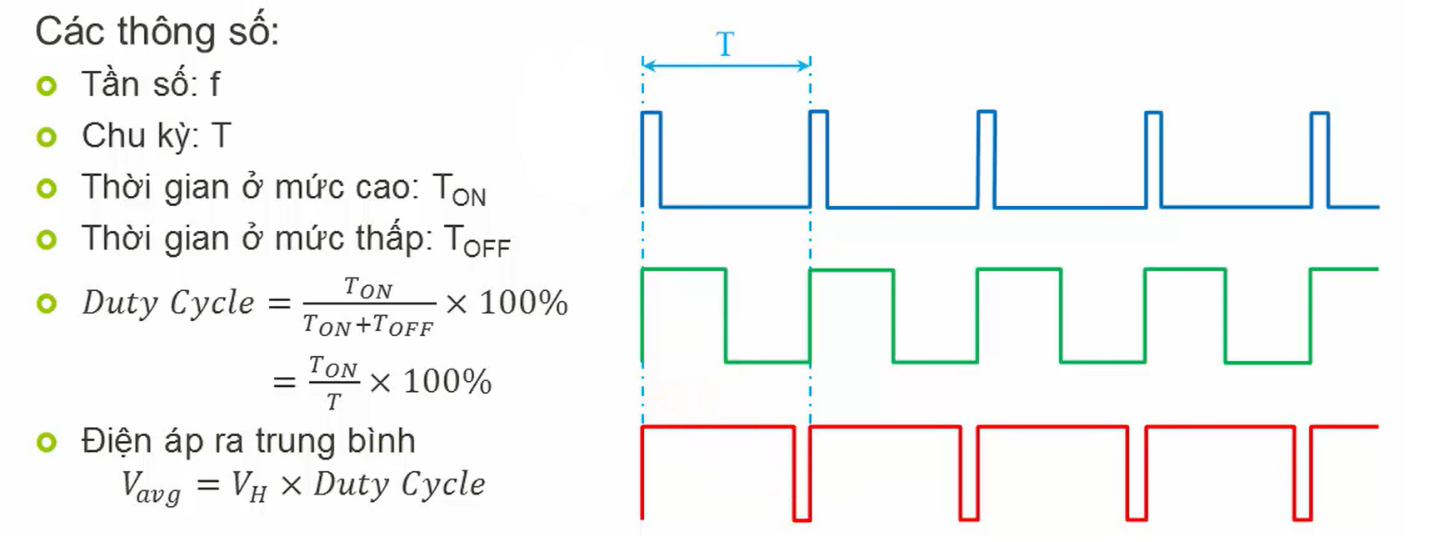 Các thông số:
Tần số: f
Chu kỳ: T
Thời gian ở mức cao: T_ON
Thời gian ở mức thấp: T_OFF
Duty Cycle = T_ON / (T_ON + T_OFF) × 100%
= T_ON / T × 100%
Điện áp ra trung bình
V_avg = V_H × Duty Cycle
T